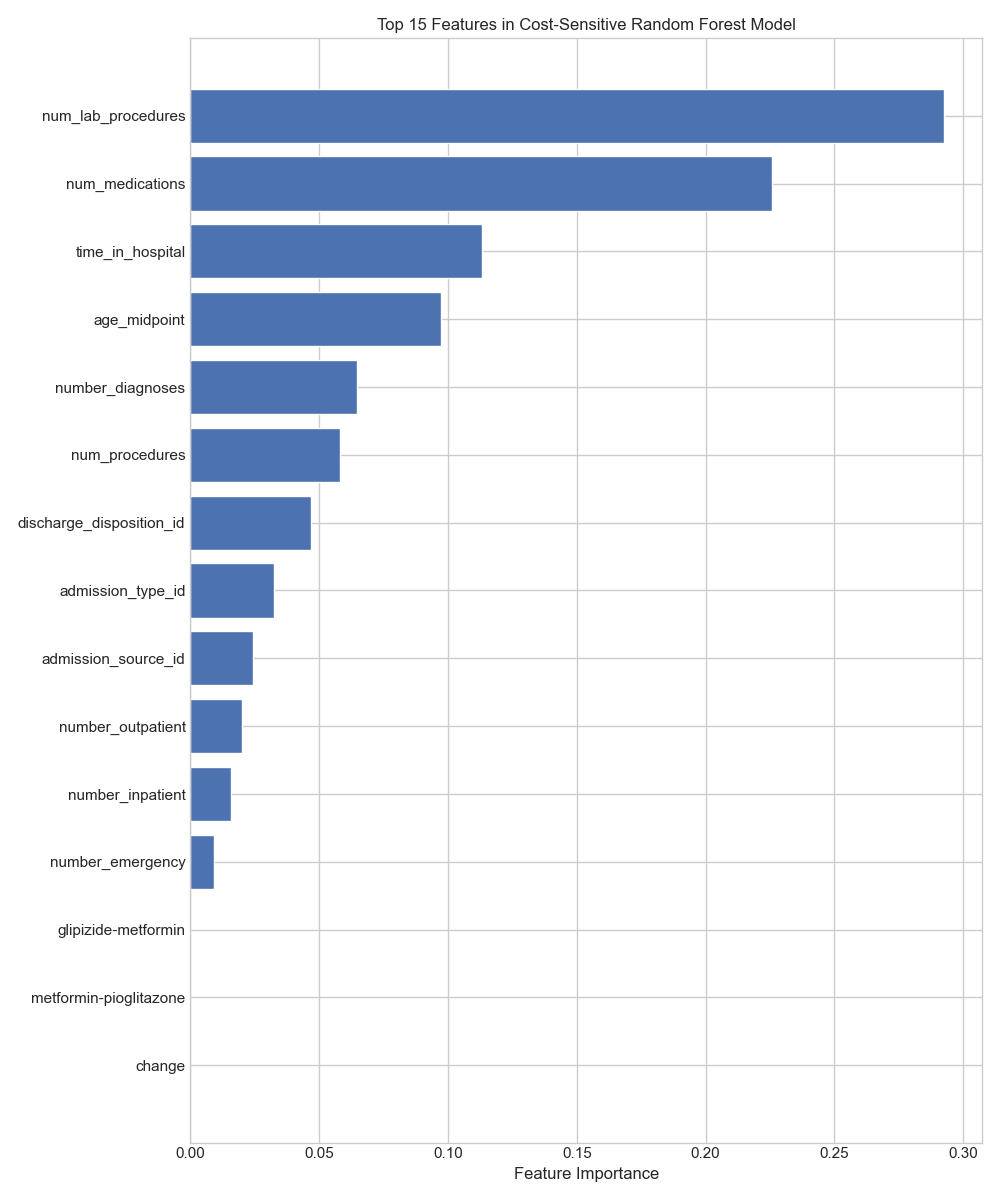 Top 15 Features in Cost-Sensitive Random Forest Model
num_lab_procedures
num_medications
time_in_hospital
age_midpoint
number_diagnoses
num_procedures
discharge_disposition_id
admission_type_id
admission_source_id
number_outpatient
number_inpatient
number_emergency
glipizide-metformin
metformin-pioglitazone
change
0.00 0.05 0.10 0.15 0.20 0.25 0.30
Feature Importance